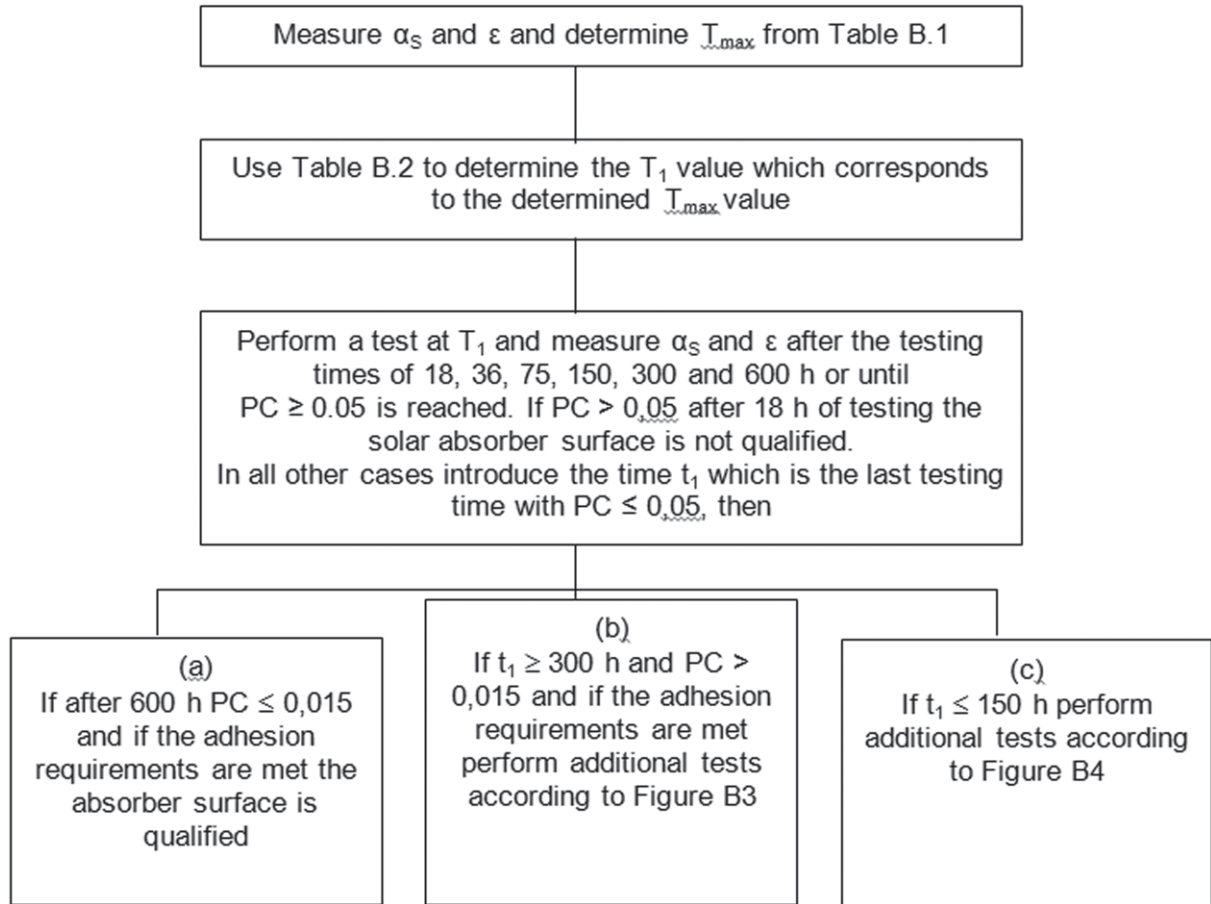 Measure αS and ε and determine Tmax from Table B.1
Use Table B.2 to determine the T1 value which corresponds
to the determined Tmax value
Perform a test at T1 and measure αS and ε after the testing
times of 18, 36, 75, 150, 300 and 600 h or until
PC ≥ 0.05 is reached. If PC > 0,05 after 18 h of testing the
solar absorber surface is not qualified.
In all other cases introduce the time t1 which is the last testing
time with PC ≤ 0,05, then
(a)
If after 600 h PC ≤ 0,015
and if the adhesion
requirements are met the
absorber surface is
qualified
(b)
If t1 ≥ 300 h and PC >
0,015 and if the adhesion
requirements are met
perform additional tests
according to Figure B3
(c)
If t1 ≤ 150 h perform
additional tests according
to Figure B4